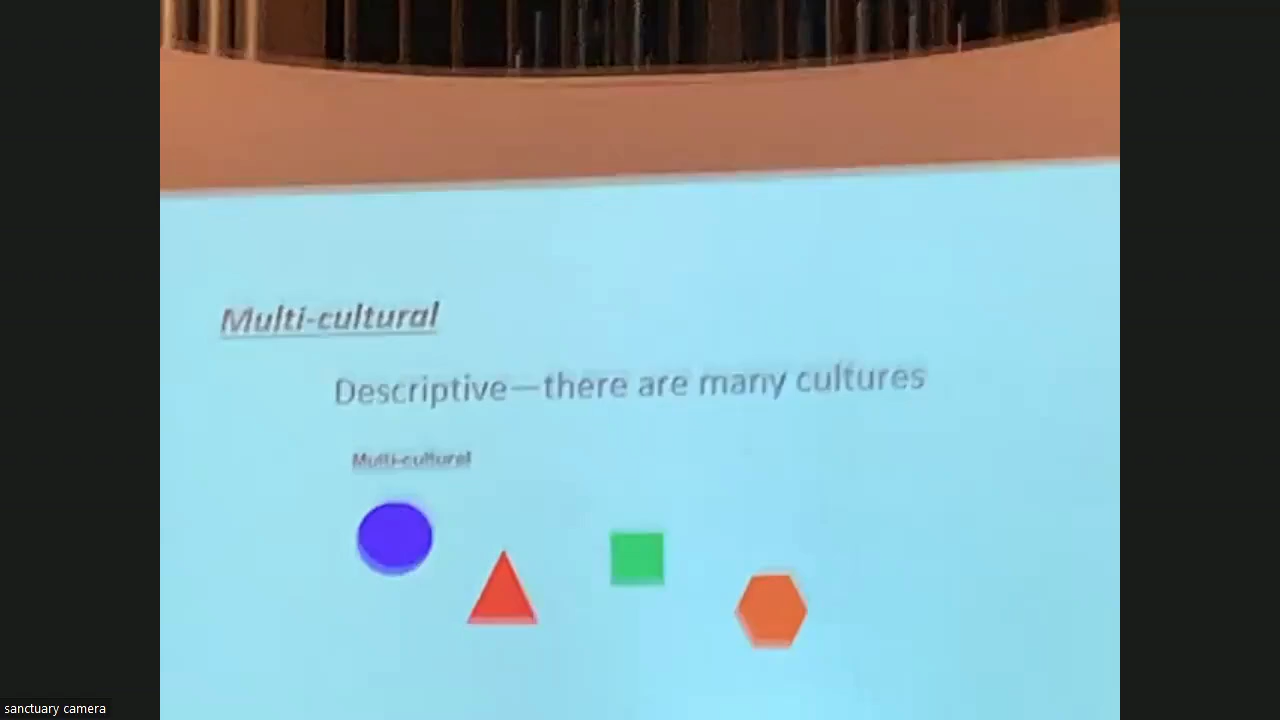 Multi-cultural
Descriptive—there are many cultures
Multi-cultural
sanctuary camera